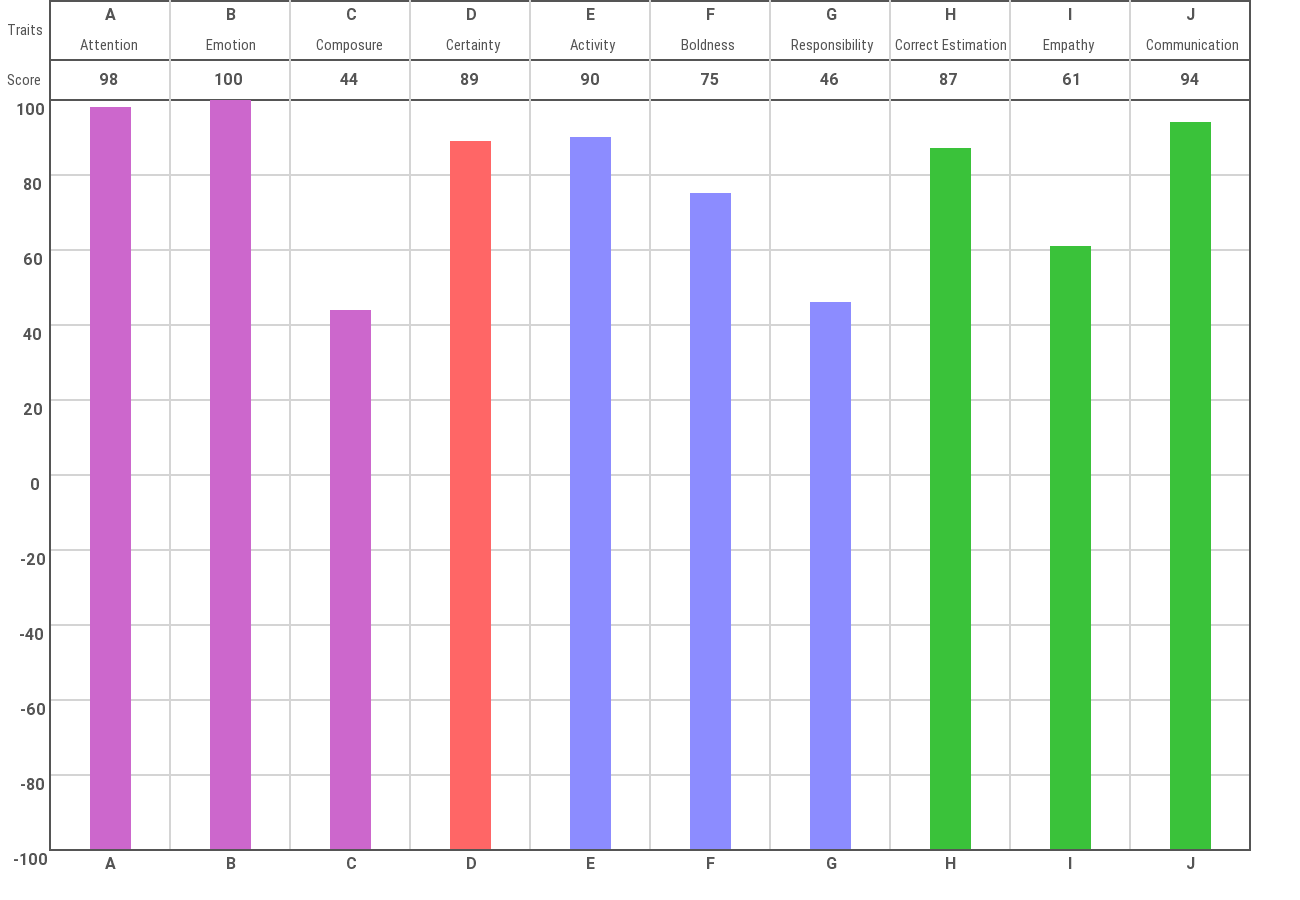 Traits A B C D E F G H I J
Attention Emotion Composure Certainty Activity Boldness Responsibility Correct Estimation Empathy Communication
Score 98 100 44 89 90 75 46 87 61 94
100
80
60
40
20
0
-20
-40
-60
-80
-100
A B C D E F G H I J